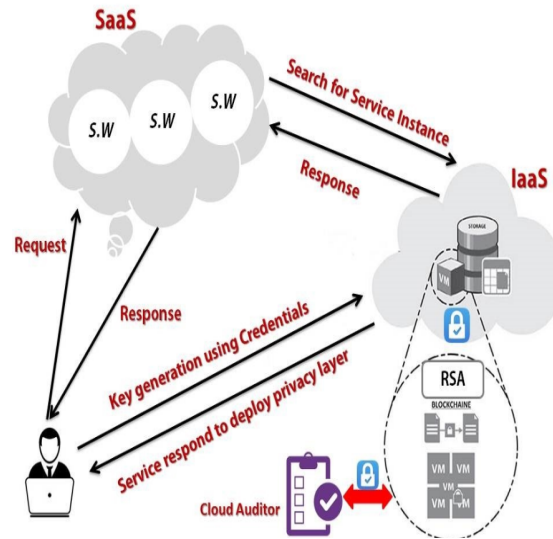 SaaS
S.W
S.W
S.W
Search for Service Instance
Response
IaaS
STORAGE
VM
Request
Response
Key generation using Credentials
Service respond to deploy privacy layer
RSA
BLOCKCHAINE
VM
VM
VM
VM
VM
Cloud Auditor